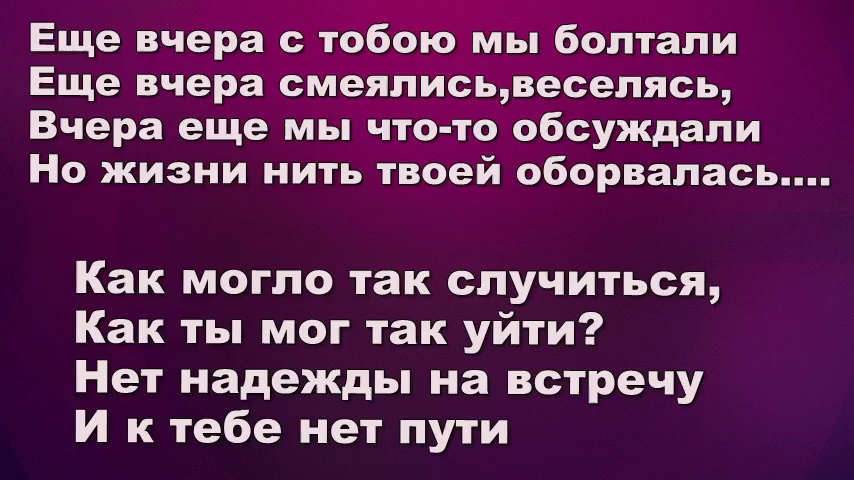 Еще вчера с тобою мы болтали
Еще вчера смеялись,веселясь,
Вчера еще мы что-то обсуждали
Но жизни нить твоей оборвалась....
Как могло так случиться,
Как ты мог так уйти?
Нет надежды на встречу
И к тебе нет пути